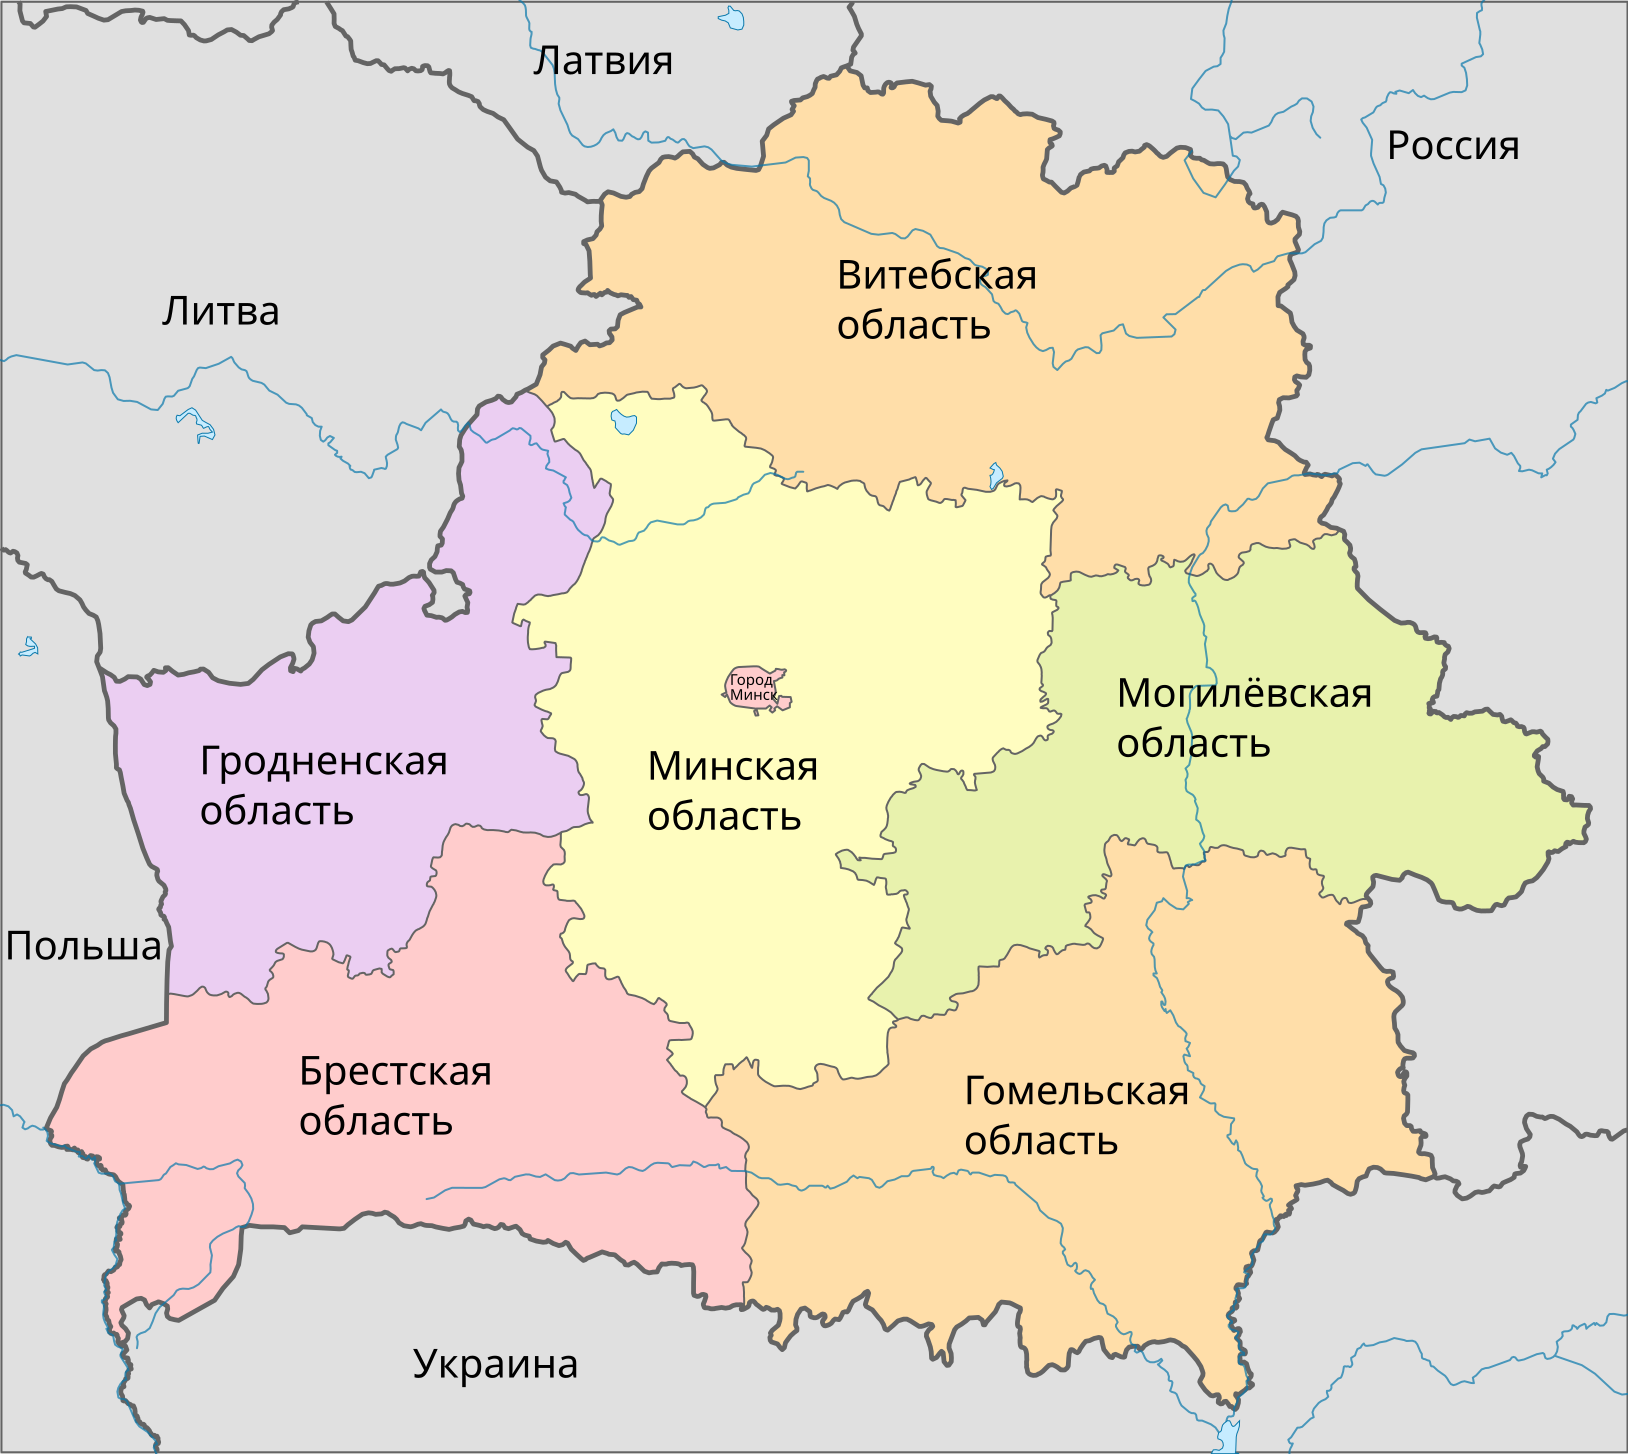 Латвия
Россия
Витебская
область
Литва
Город
Минск
Могилёвская
область
Гродненская
область
Минская
область
Польша
Брестская
область
Гомельская
область
Украина